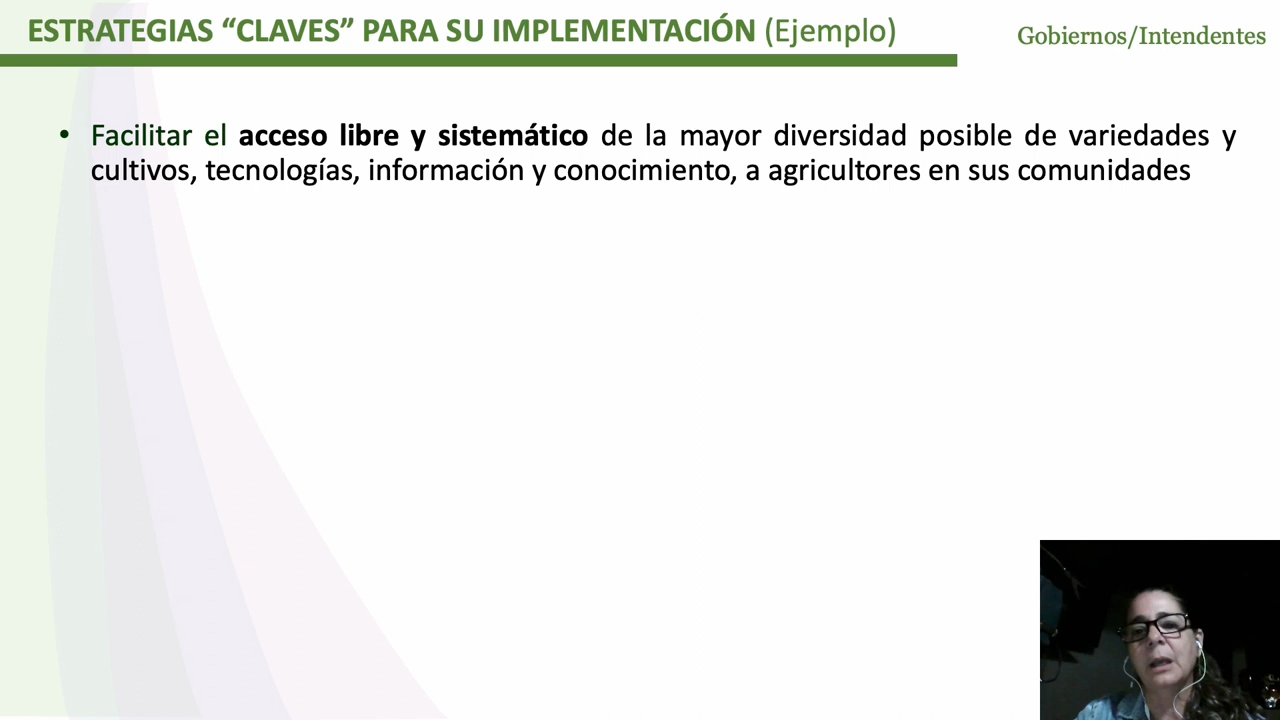 ESTRATEGIAS “CLAVES” PARA SU IMPLEMENTACIÓN (Ejemplo)
Gobiernos/Intendentes
• Facilitar el acceso libre y sistemático de la mayor diversidad posible de variedades y
cultivos, tecnologías, información y conocimiento, a agricultores en sus comunidades